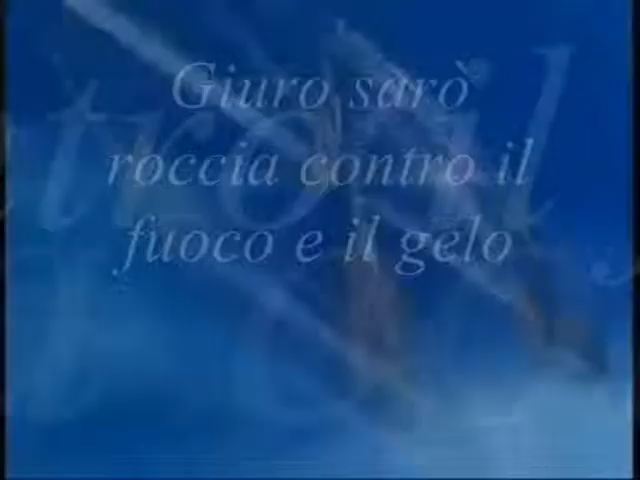 Giuro sarò
roccia contro il
fuoco e il gelo